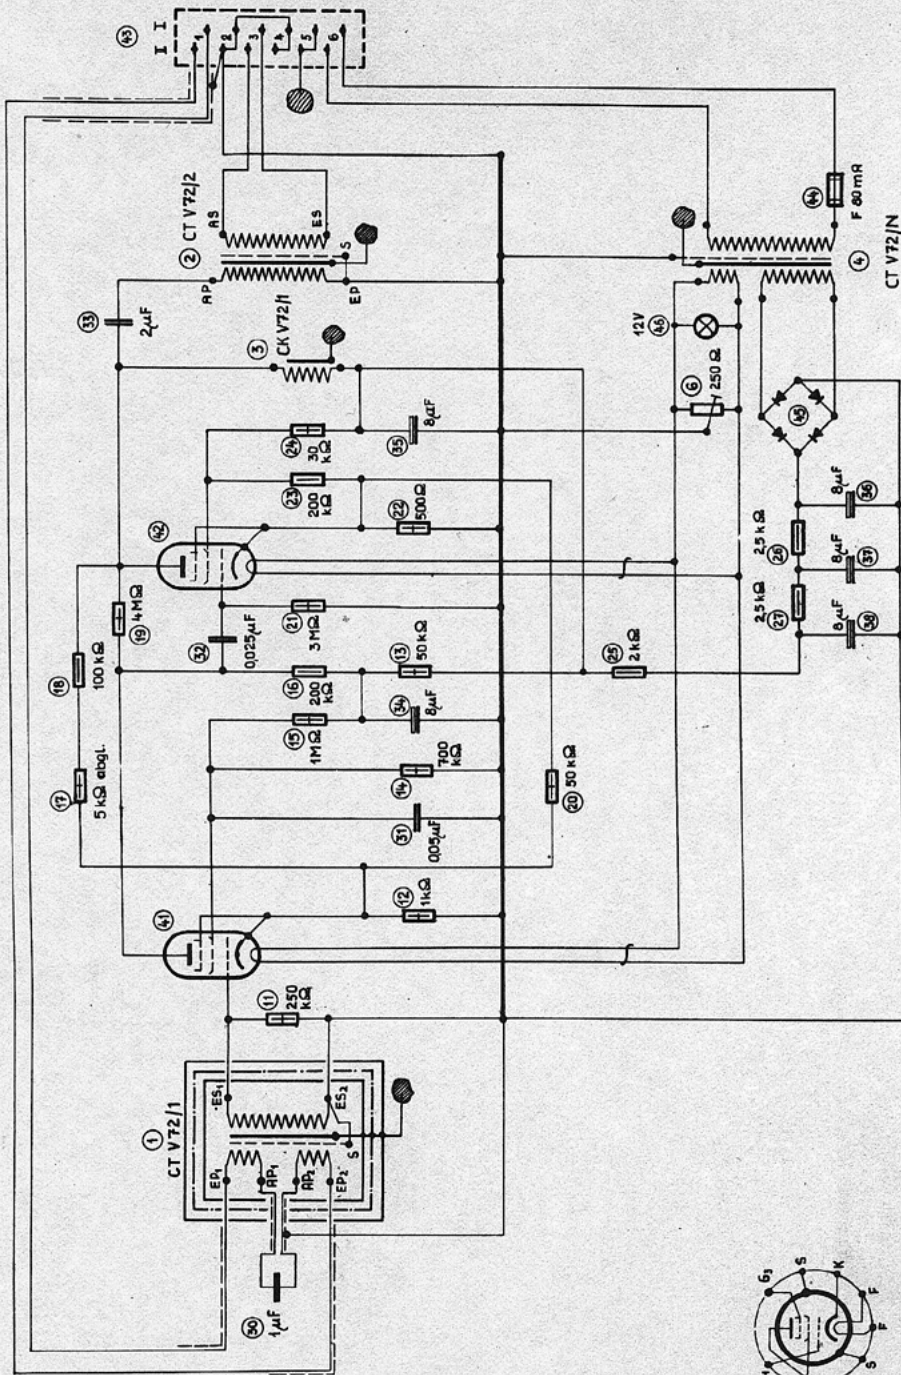 43
I I
1 2 3 4 5 6
2 CT V72/2
AS
ES
S
AP
EP
44
F 80 mA
4
CT V72/N
33
2µF
3
CK V72/1
12V
46
6
250 Ω
45
24
30 kΩ
35
8µF
23
200 kΩ
22
500Ω
42
36
8µF
26
2,5 kΩ
37
8µF
27
2,5 kΩ
38
8µF
18
100 kΩ
19
4 MΩ
32
0,025µF
21
3 MΩ
16
200 kΩ
13
50 kΩ
25
2 kΩ
15
1 MΩ
34
8µF
17
5 kΩ abgl.
14
700 kΩ
20
50 kΩ
31
0,05µF
41
12
1kΩ
11
250 kΩ
1
CT V72/1
ES1
ES2
S
EP1
AP1
AP2
EP2
30
1µF
G3
S
K
F
F
S